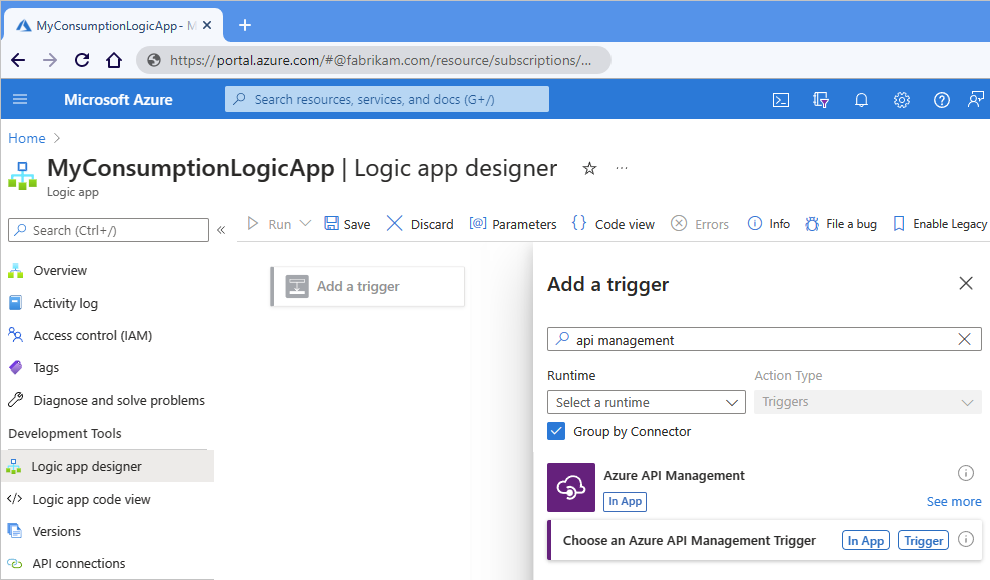 MyConsumptionLogicApp - M
https://portal.azure.com/#@fabrikam.com/resource/subscriptions/...
Microsoft Azure
Search resources, services, and docs (G+/)
Home
MyConsumptionLogicApp | Logic app designer
Logic app
Search (Ctrl+/)
Run
Save
Discard
Parameters
Code view
Errors
Info
File a bug
Enable Legacy
Overview
Activity log
Access control (IAM)
Tags
Diagnose and solve problems
Development Tools
Logic app designer
Logic app code view
Versions
API connections
Add a trigger
Add a trigger
api management
Runtime
Action Type
Select a runtime
Triggers
Group by Connector
Azure API Management
In App
See more
Choose an Azure API Management Trigger
In App
Trigger